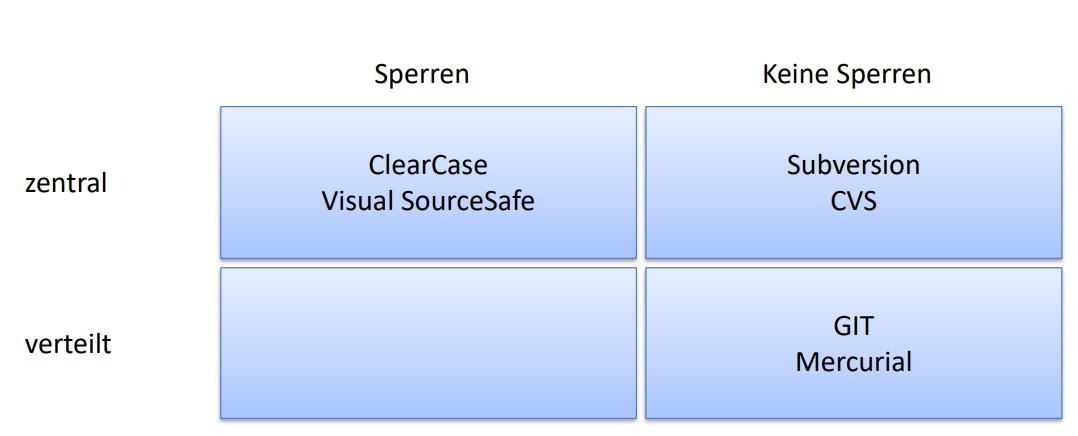 Sperren
Keine Sperren
zentral
ClearCase
Visual SourceSafe
Subversion
CVS
verteilt
GIT
Mercurial